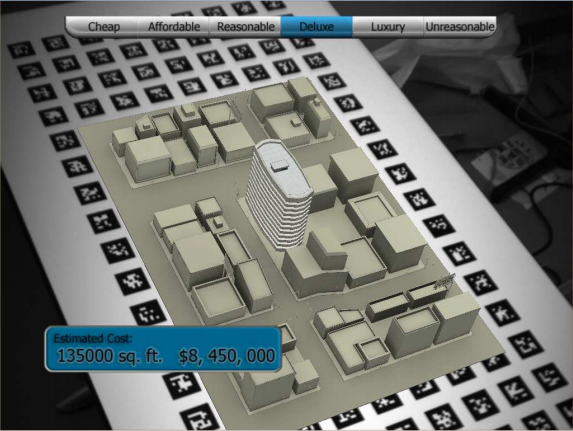 Cheap Affordable Reasonable Deluxe Luxury Unreasonable
Estimated Cost:
135000 sq. ft. $8, 450, 000